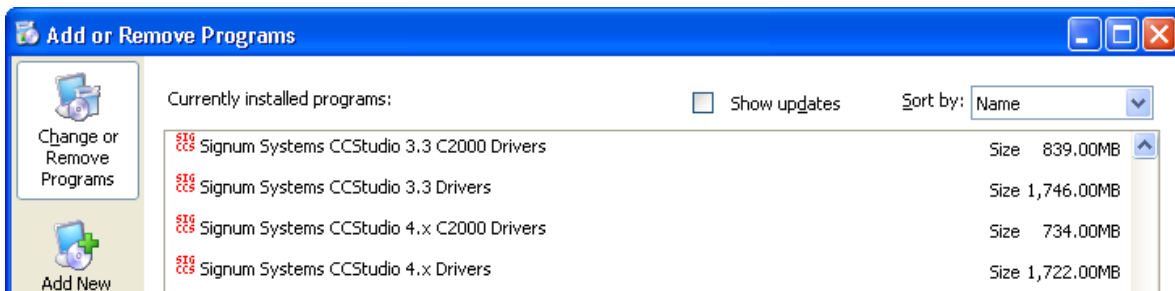 Add or Remove Programs
Change or
Remove
Programs
Add New
Currently installed programs:
Show updates
Sort by: Name
SIG CCS Signum Systems CCStudio 3.3 C2000 Drivers Size 839.00MB
SIG CCS Signum Systems CCStudio 3.3 Drivers Size 1,746.00MB
SIG CCS Signum Systems CCStudio 4.x C2000 Drivers Size 734.00MB
SIG CCS Signum Systems CCStudio 4.x Drivers Size 1,722.00MB